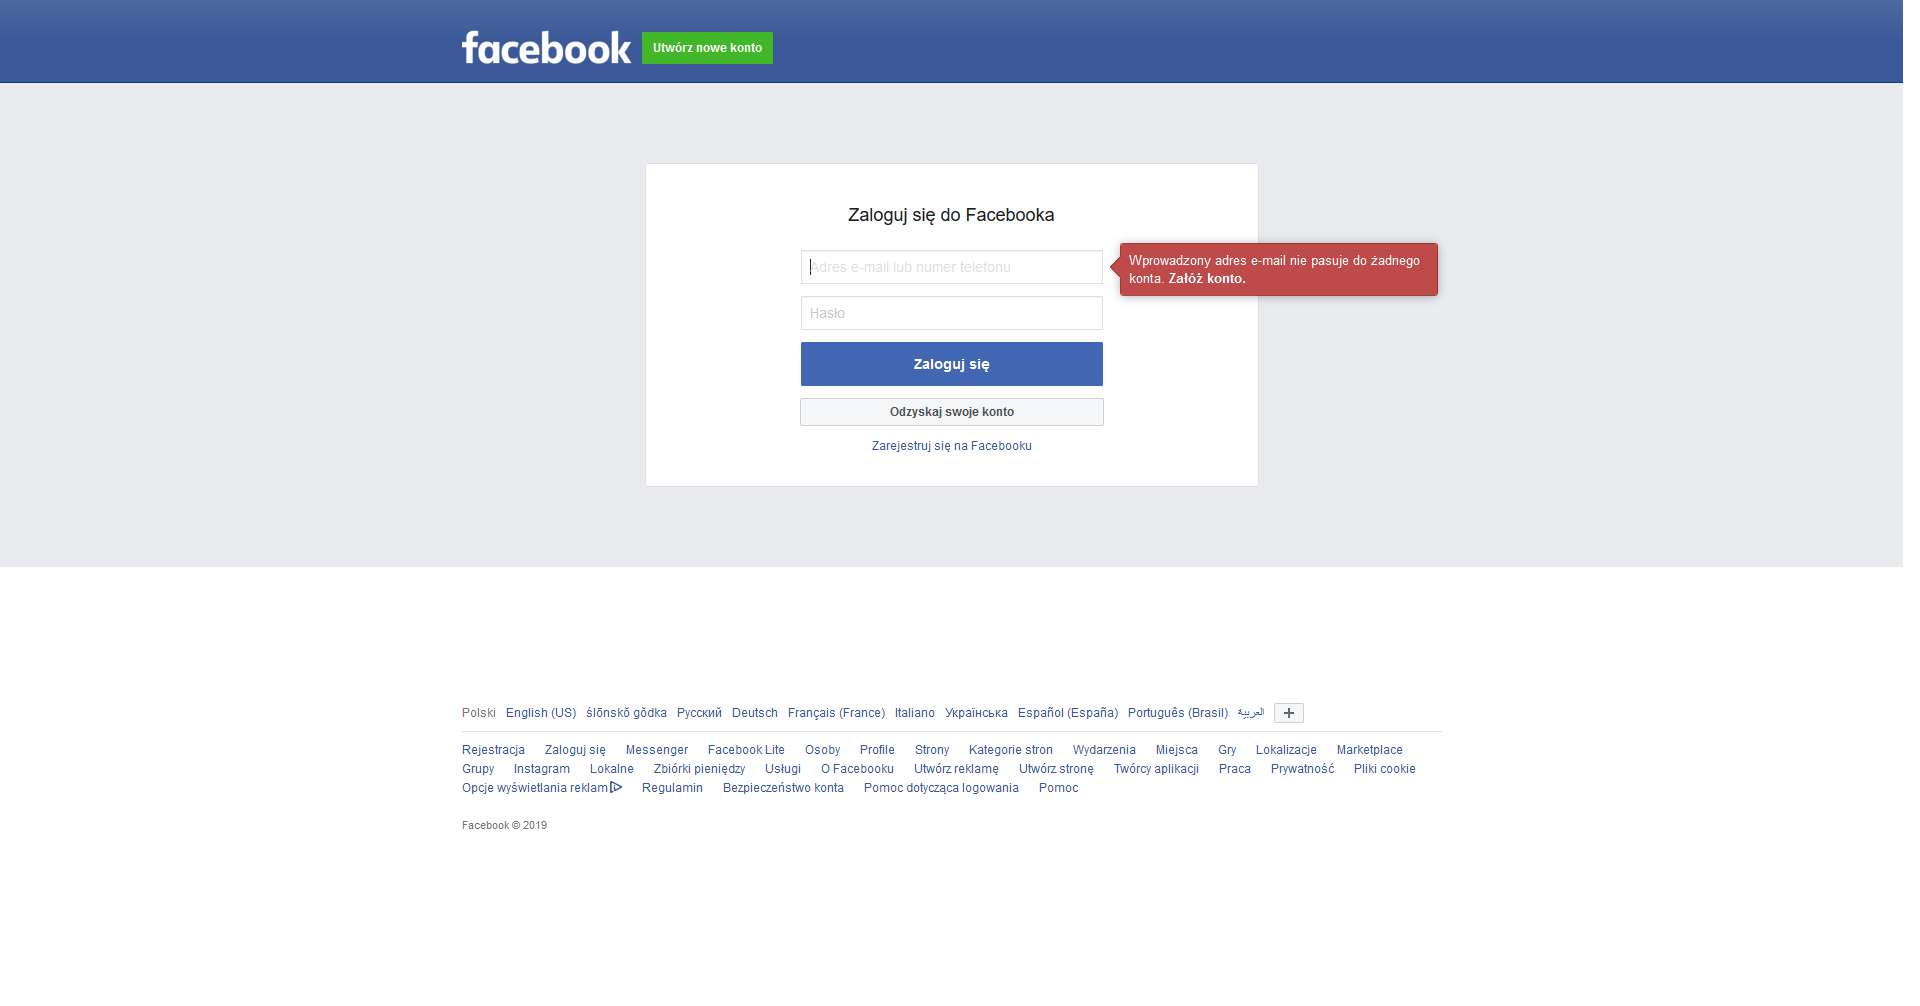 facebook Utwórz nowe konto
Zaloguj się do Facebooka
Adres e-mail lub numer telefonu
Wprowadzony adres e-mail nie pasuje do żadnego
konta. Załóż konto.
Hasło
Zaloguj się
Odzyskaj swoje konto
Zarejestruj się na Facebooku
Polski English (US) ślōnskŏ gŏdka Русский Deutsch Français (France) Italiano Українська Español (España) Português (Brasil) العربية +
Rejestracja Zaloguj się Messenger Facebook Lite Osoby Profile Strony Kategorie stron Wydarzenia Miejsca Gry Lokalizacje Marketplace
Grupy Instagram Lokalne Zbiórki pieniędzy Usługi O Facebooku Utwórz reklamę Utwórz stronę Twórcy aplikacji Praca Prywatność Pliki cookie
Opcje wyświetlania reklam Regulamin Bezpieczeństwo konta Pomoc dotycząca logowania Pomoc
Facebook © 2019